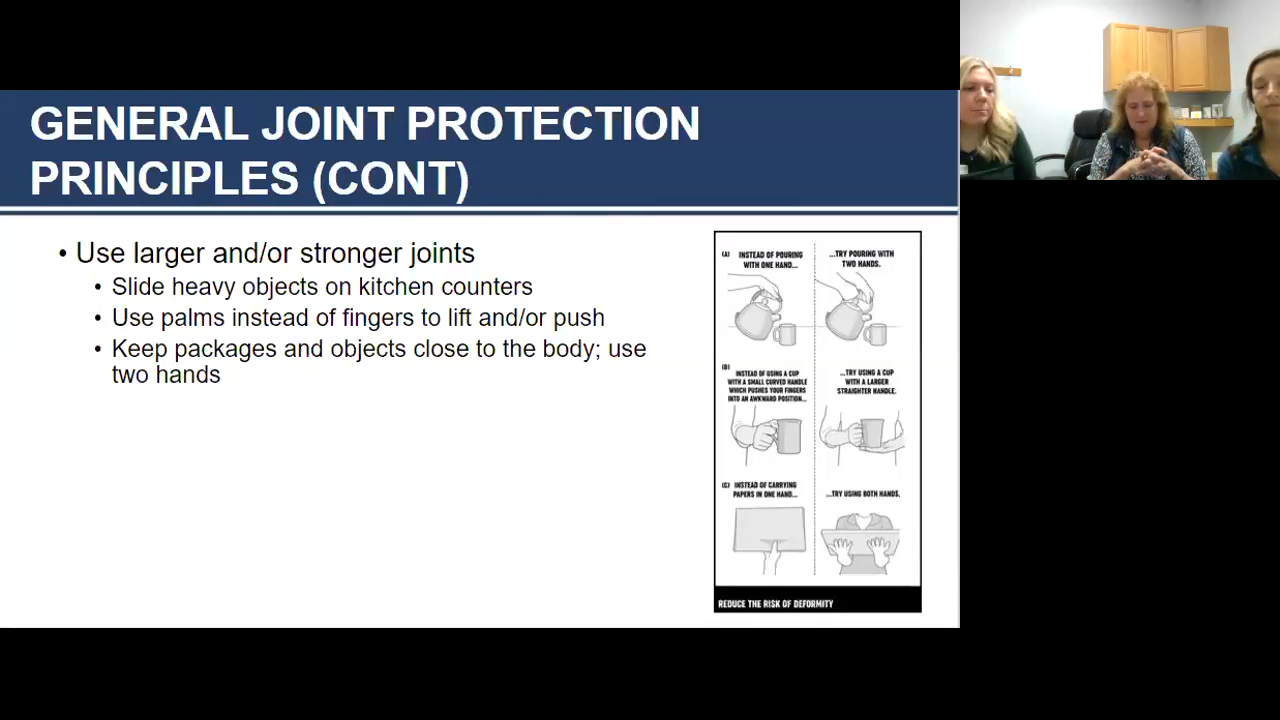 GENERAL JOINT PROTECTION
PRINCIPLES (CONT)
• Use larger and/or stronger joints
• Slide heavy objects on kitchen counters
• Use palms instead of fingers to lift and/or push
• Keep packages and objects close to the body; use
two hands
(A) INSTEAD OF POURING
WITH ONE HAND...
...TRY POURING WITH
TWO HANDS.
(B)
INSTEAD OF USING A CUP
WITH A SMALL CURVED HANDLE
WHICH PUSHES YOUR FINGERS
INTO AN AWKWARD POSITION...
...TRY USING A CUP
WITH A LARGER
STRAIGHTER HANDLE.
(C) INSTEAD OF CARRYING
PAPERS IN ONE HAND...
...TRY USING BOTH HANDS.
REDUCE THE RISK OF DEFORMITY